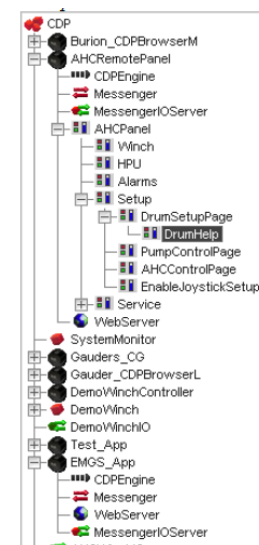 CDP
Burion_CDPBrowserM
AHCRemotePanel
CDPEngine
Messenger
MessengerIOServer
AHCPanel
Winch
HPU
Alarms
Setup
DrumSetupPage
DrumHelp
PumpControlPage
AHCControlPage
EnableJoystickSetup
Service
WebServer
SystemMonitor
Gauders_CG
Gauder_CDPBrowserL
DemoWinchController
DemoWinch
DemoWinchIO
Test_App
EMGS_App
CDPEngine
Messenger
WebServer
MessengerIOServer